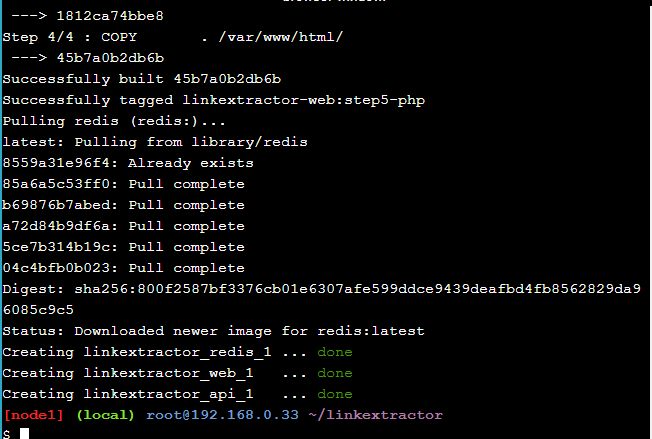 ---> 1812ca74bbe8
Step 4/4 : COPY . /var/www/html/
---> 45b7a0b2db6b
Successfully built 45b7a0b2db6b
Successfully tagged linkextractor-web:step5-php
Pulling redis (redis:)...
latest: Pulling from library/redis
8559a31e96f4: Already exists
85a6a5c53ff0: Pull complete
b69876b7abed: Pull complete
a72d84b9df6a: Pull complete
5ce7b314b19c: Pull complete
04c4bfb0b023: Pull complete
Digest: sha256:800f2587bf3376cb01e6307afe599ddce9439deafbd4fb8562829da9
6085c9c5
Status: Downloaded newer image for redis:latest
Creating linkextractor_redis_1 ... done
Creating linkextractor_web_1 ... done
Creating linkextractor_api_1 ... done
[node1] (local) root@192.168.0.33 ~/linkextractor
$